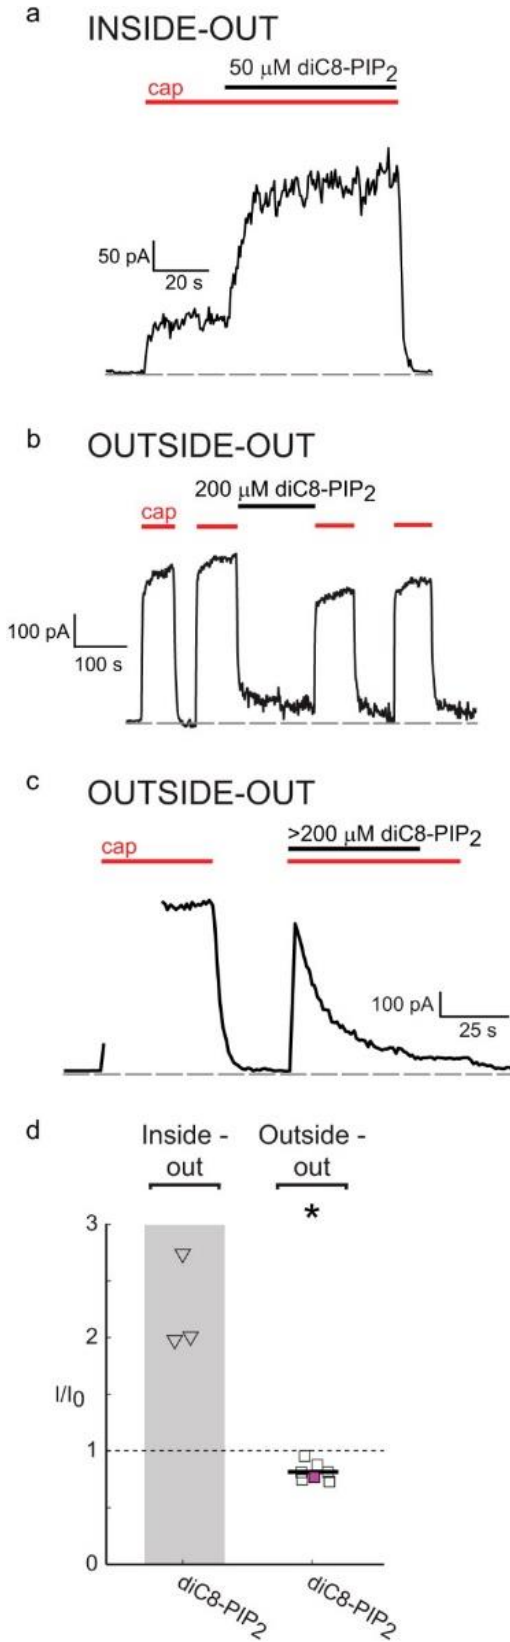 a
INSIDE-OUT
50 μM diC8-PIP2
cap
50 pA
20 s
b
OUTSIDE-OUT
200 μM diC8-PIP2
cap
100 pA
100 s
c
OUTSIDE-OUT
>200 μM diC8-PIP2
cap
100 pA
25 s
d
Inside - Outside -
out out
*
3
2
I/I0
1
0
diC8-PIP2 diC8-PIP2